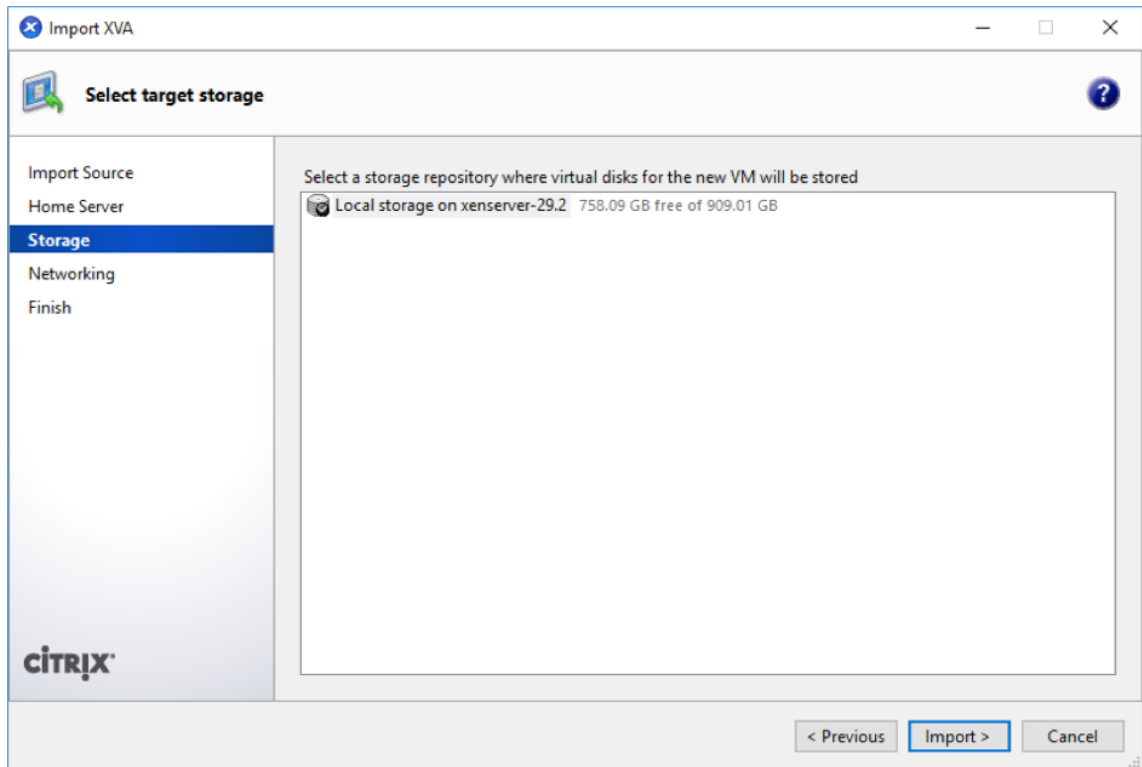 Import XVA
Select target storage
?
Import Source
Home Server
Storage
Networking
Finish
Select a storage repository where virtual disks for the new VM will be stored
Local storage on xenserver-29.2 758.09 GB free of 909.01 GB
CITRIX
< Previous Import > Cancel